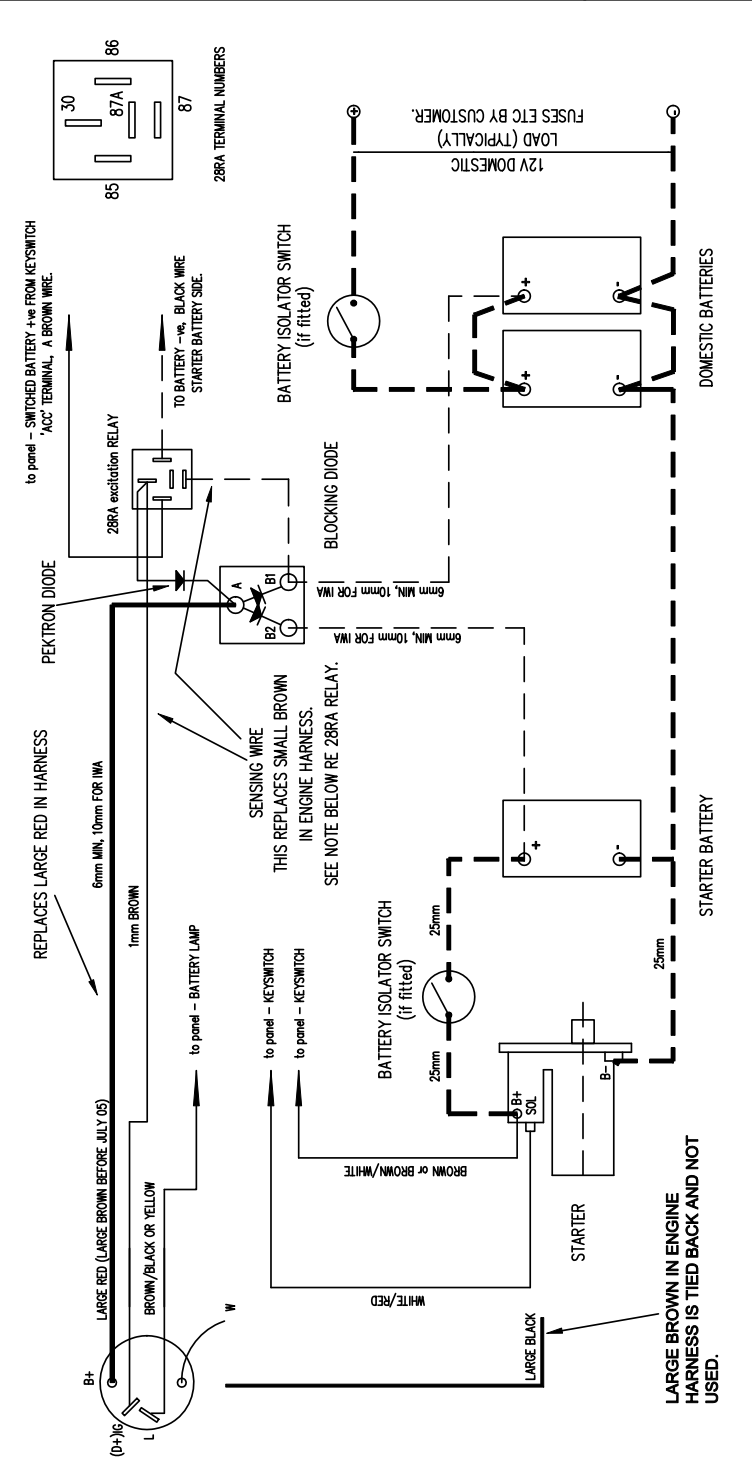 86
30
87A
87
85
28RA TERMINAL NUMBERS
to panel – SWITCHED BATTERY +ve FROM KEYSWITCH
'ACC' TERMINAL, A BROWN WIRE.
TO BATTERY –ve, BLACK WIRE
STARTER BATTERY SIDE.
28RA excitation RELAY
PEKTRON DIODE
BLOCKING DIODE
A
B1
B2
6mm MIN, 10mm FOR IWA
6mm MIN, 10mm FOR IWA
BATTERY ISOLATOR SWITCH
(if fitted)
+
-
12V DOMESTIC
LOAD (TYPICALLY)
FUSES ETC BY CUSTOMER.
+
-
+
-
DOMESTIC BATTERIES
REPLACES LARGE RED IN HARNESS
6mm MIN, 10mm FOR IWA
1mm BROWN
SENSING WIRE
THIS REPLACES SMALL BROWN
IN ENGINE HARNESS.
SEE NOTE BELOW RE 28RA RELAY.
to panel – BATTERY LAMP
to panel – KEYSWITCH
to panel – KEYSWITCH
BATTERY ISOLATOR SWITCH
(if fitted)
25mm
25mm
+
-
STARTER BATTERY
25mm
LARGE RED (LARGE BROWN BEFORE JULY 05)
BROWN/BLACK OR YELLOW
B+
(D+)IG
L
W
WHITE/RED
BROWN or BROWN/WHITE
B+
SOL
B-
STARTER
LARGE BLACK
LARGE BROWN IN ENGINE
HARNESS IS TIED BACK AND NOT
USED.